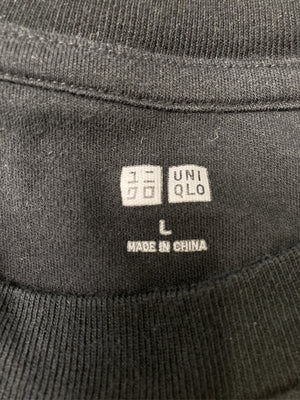 ユニ UNI
クロ QLO
L
MADE IN CHINA